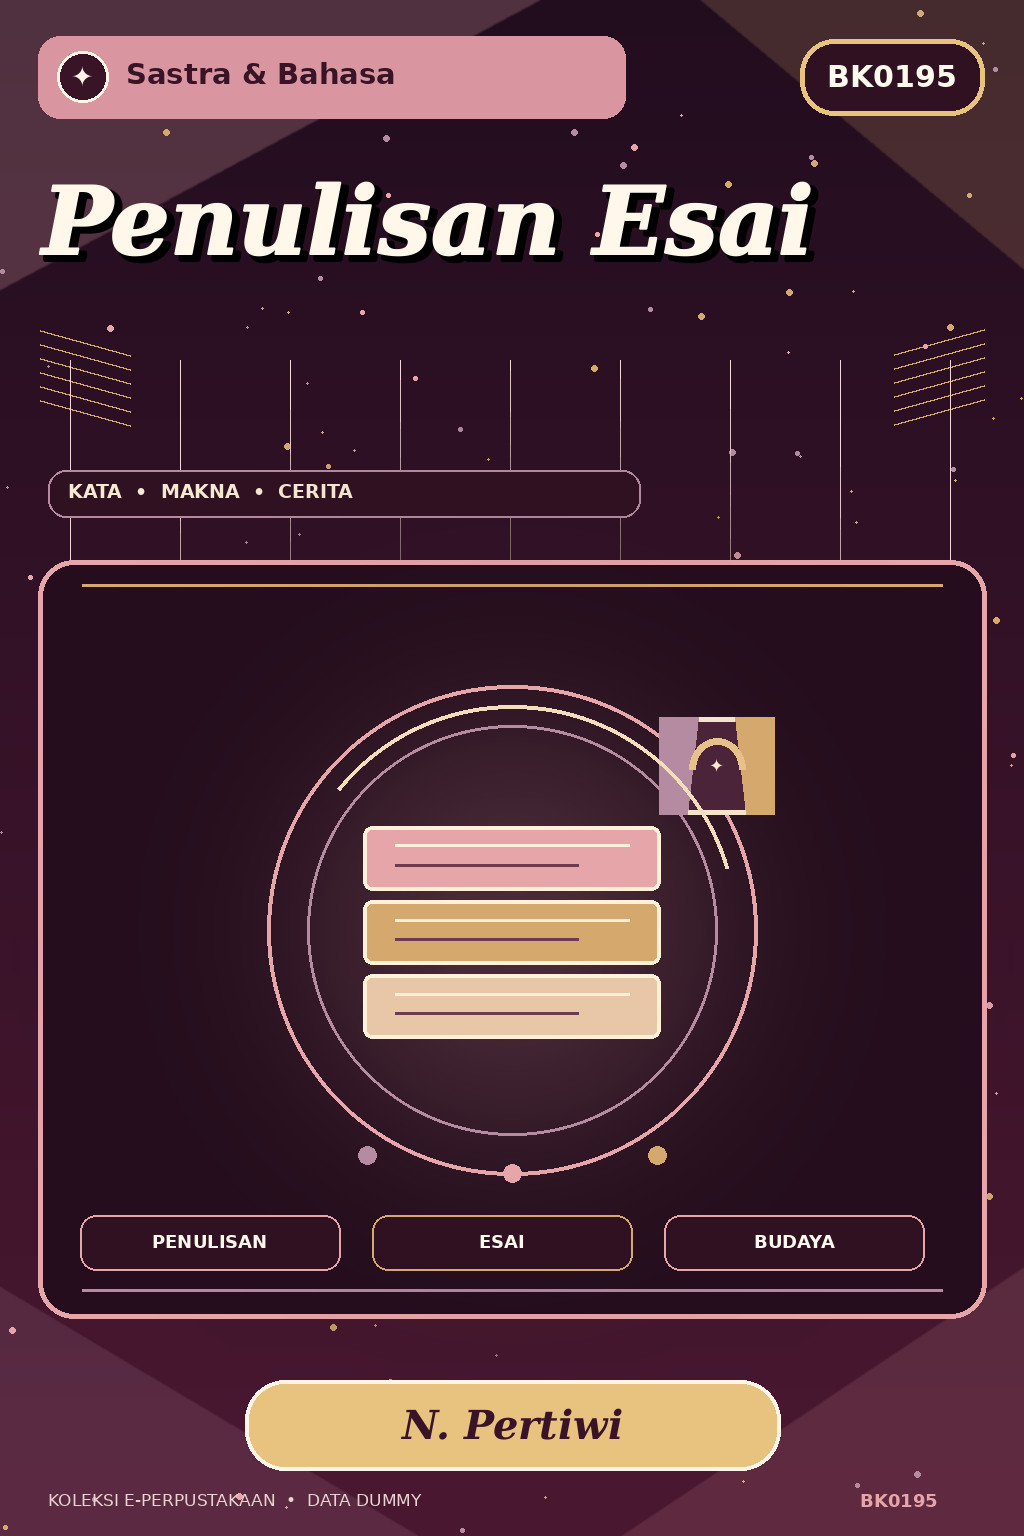 Sastra & Bahasa
BK0195
Penulisan Esai
KATA • MAKNA • CERITA
PENULISAN
ESAI
BUDAYA
N. Pertiwi
KOLEKSI E-PERPUSTAKAAN • DATA DUMMY
BK0195